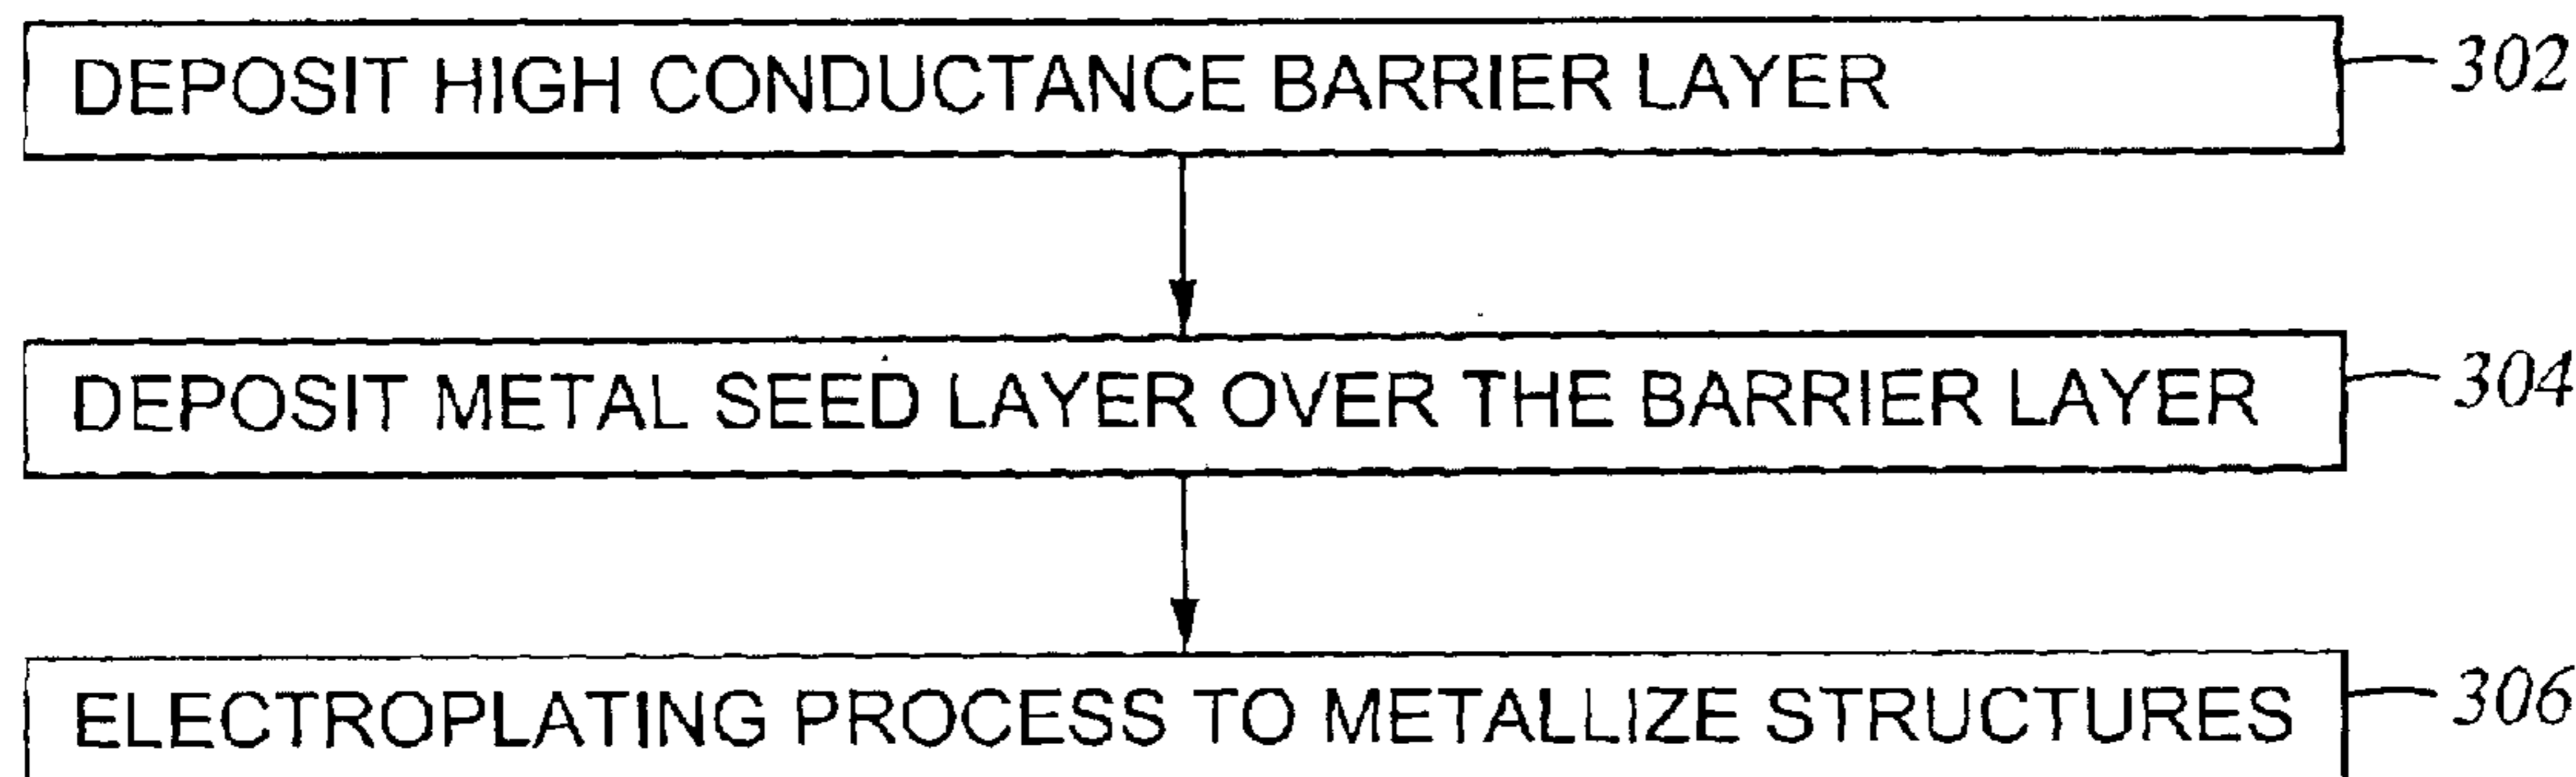 DEPOSIT HIGH CONDUCTANCE BARRIER LAYER 302
DEPOSIT METAL SEED LAYER OVER THE BARRIER LAYER 304
ELECTROPLATING PROCESS TO METALLIZE STRUCTURES 306